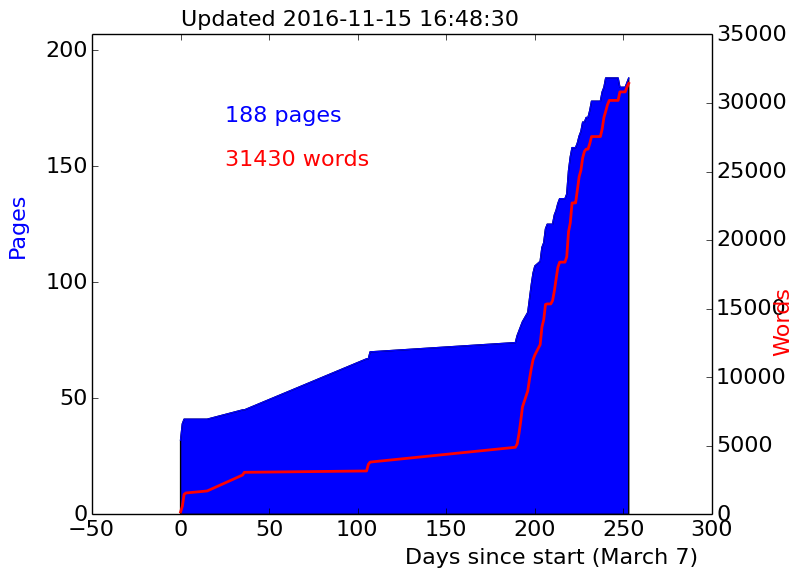 Updated 2016-11-15 16:48:30
188 pages
31430 words
Pages
200
150
100
50
0
Words
35000
30000
25000
20000
15000
10000
5000
0
−50 0 50 100 150 200 250 300
Days since start (March 7)